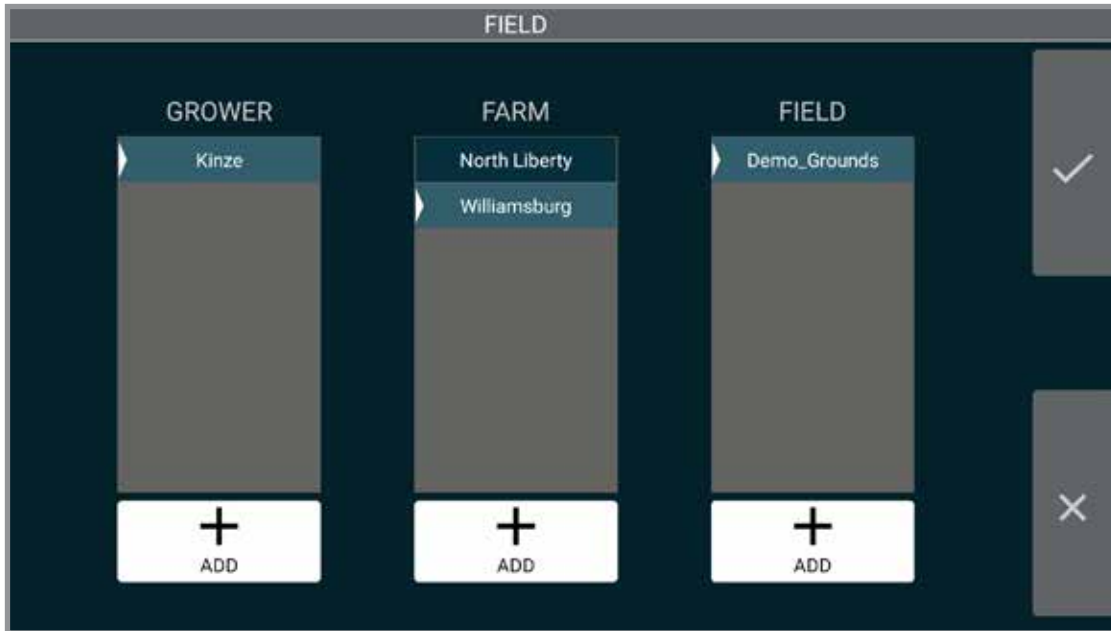 FIELD
GROWER
FARM
FIELD
Kinze
North Liberty
Demo_Grounds
Williamsburg
ADD
ADD
ADD